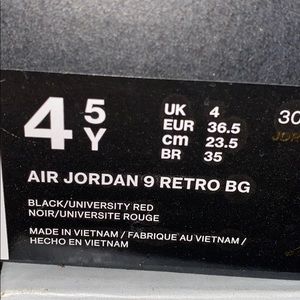 4 5Y
UK 4
EUR 36.5
cm 23.5
BR 35
30
AIR JORDAN 9 RETRO BG
BLACK/UNIVERSITY RED
NOIR/UNIVERSITE ROUGE
MADE IN VIETNAM / FABRIQUE AU VIETNAM /
HECHO EN VIETNAM